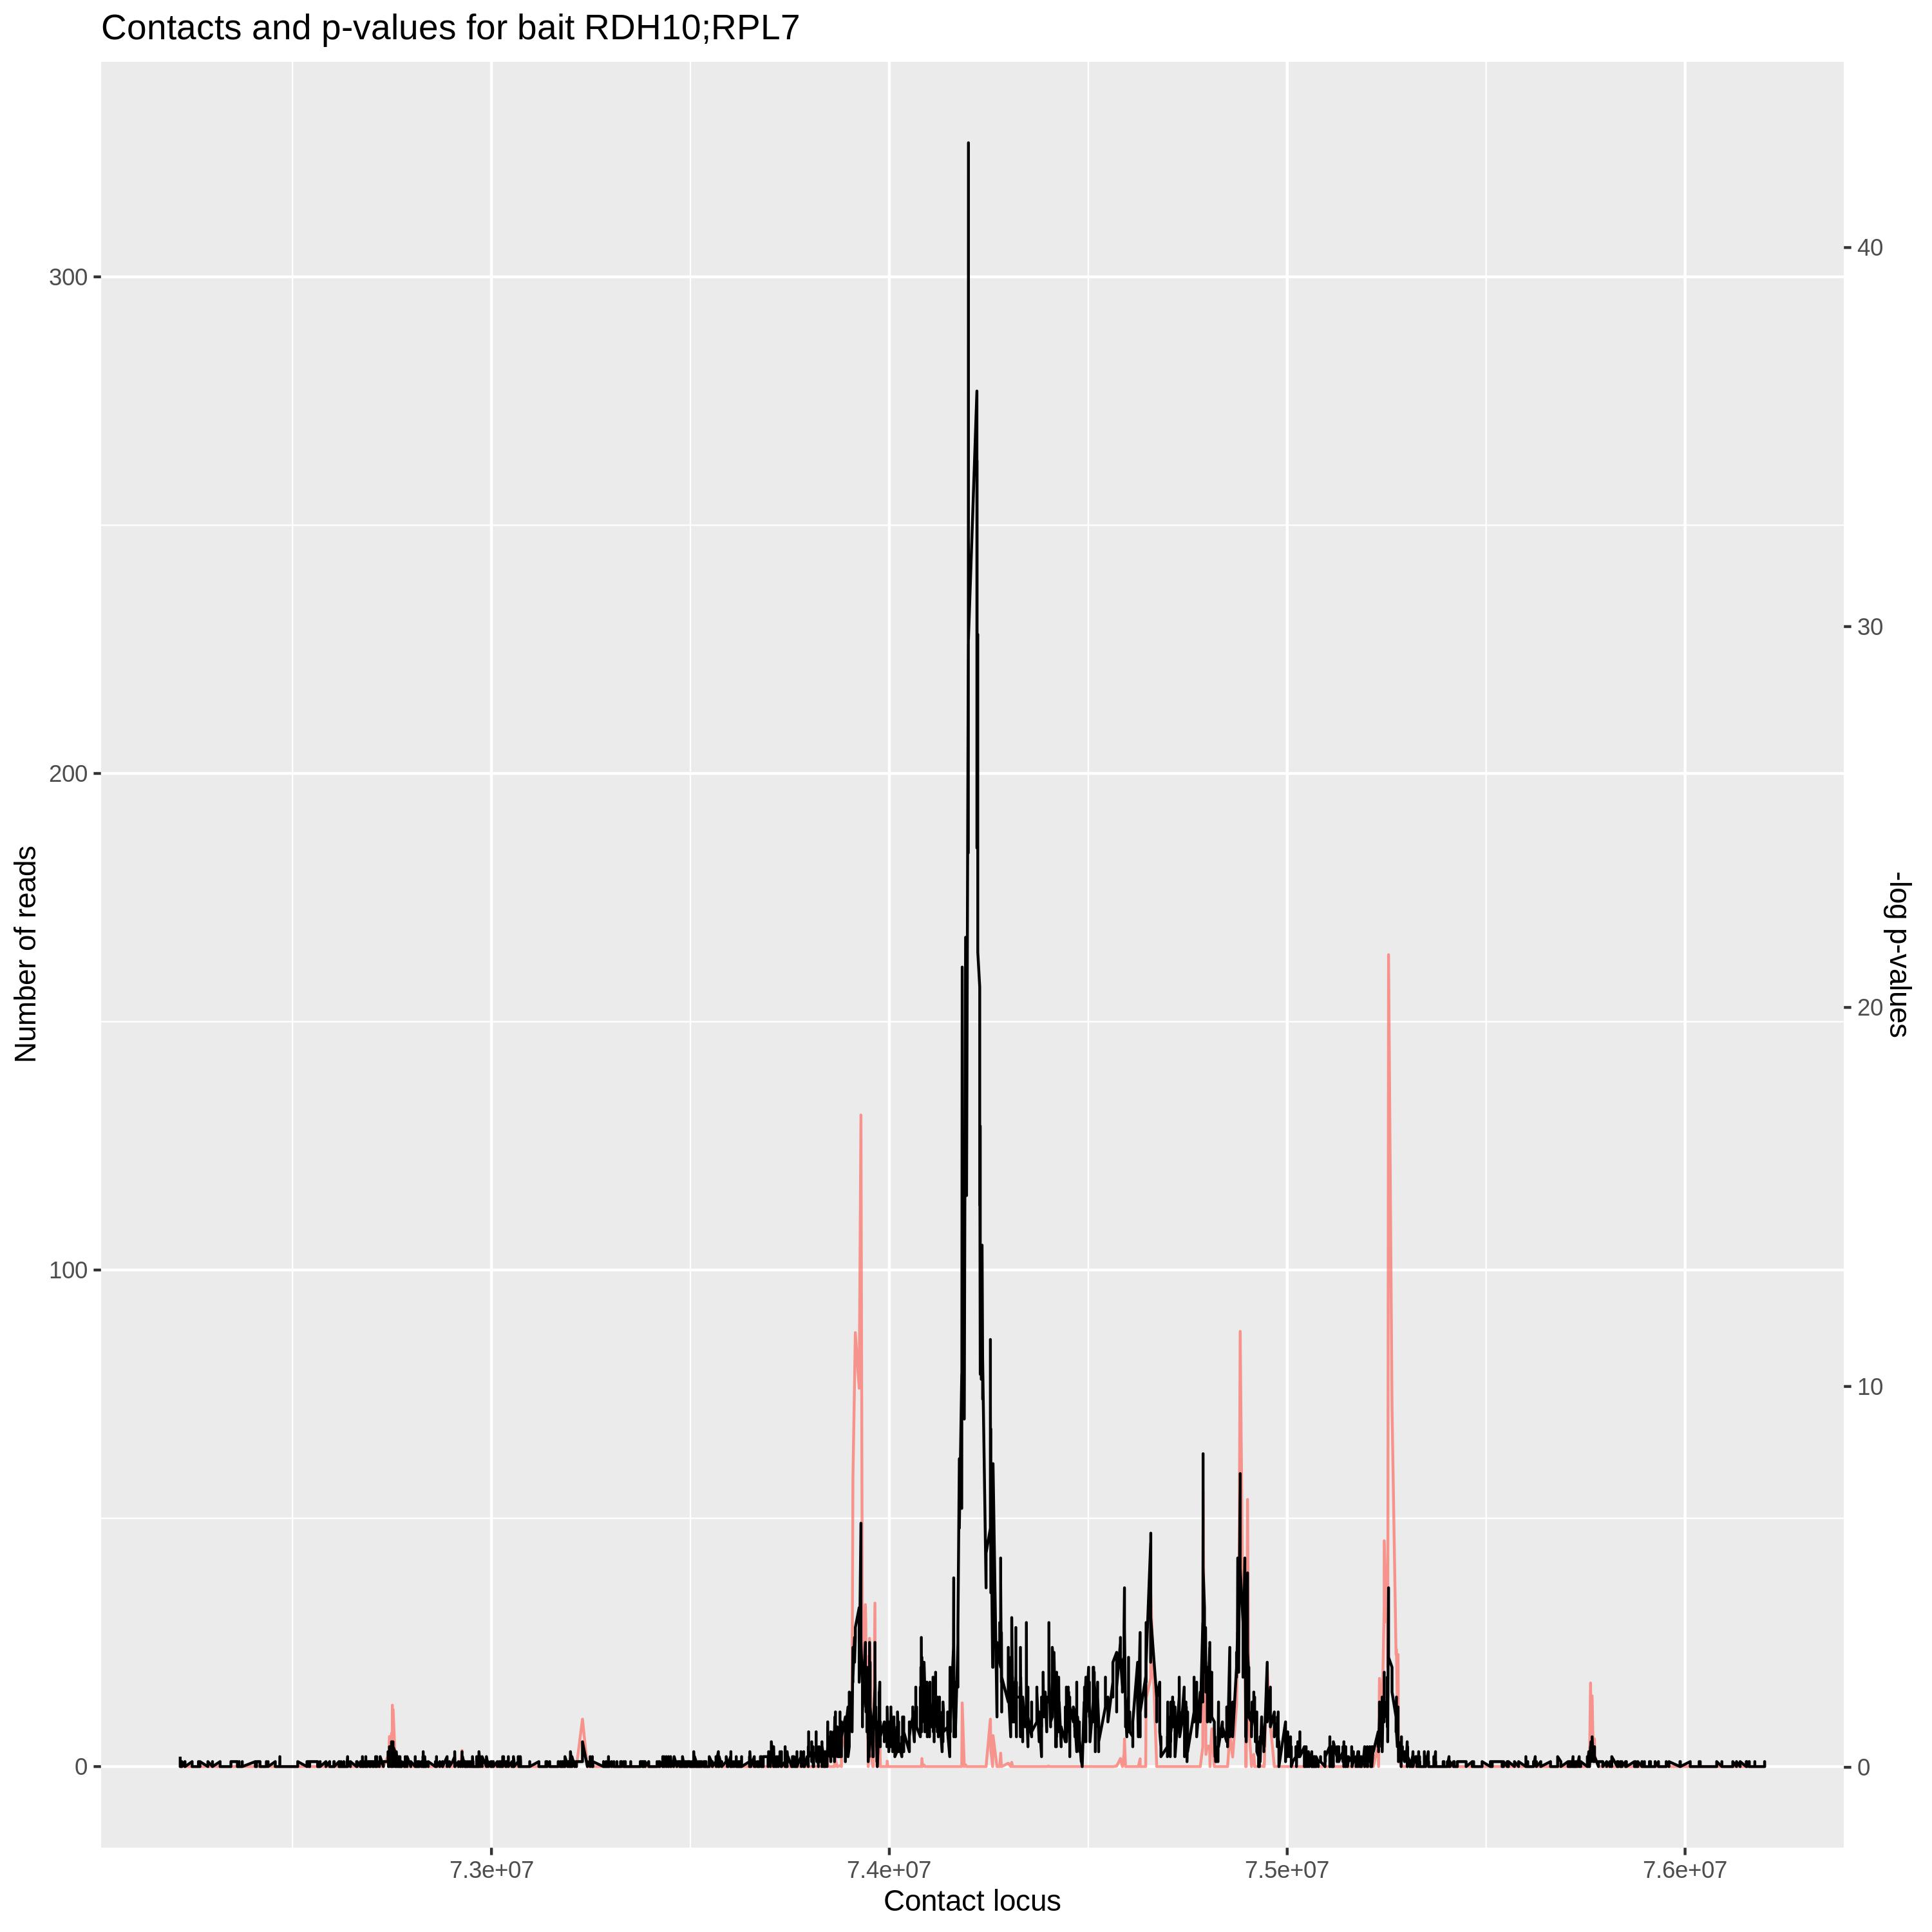 Contacts and p-values for bait RDH10;RPL7
300
200
100
0
Number of reads
40
30
20
10
0
-log p-values
7.3e+07
7.4e+07
7.5e+07
7.6e+07
Contact locus